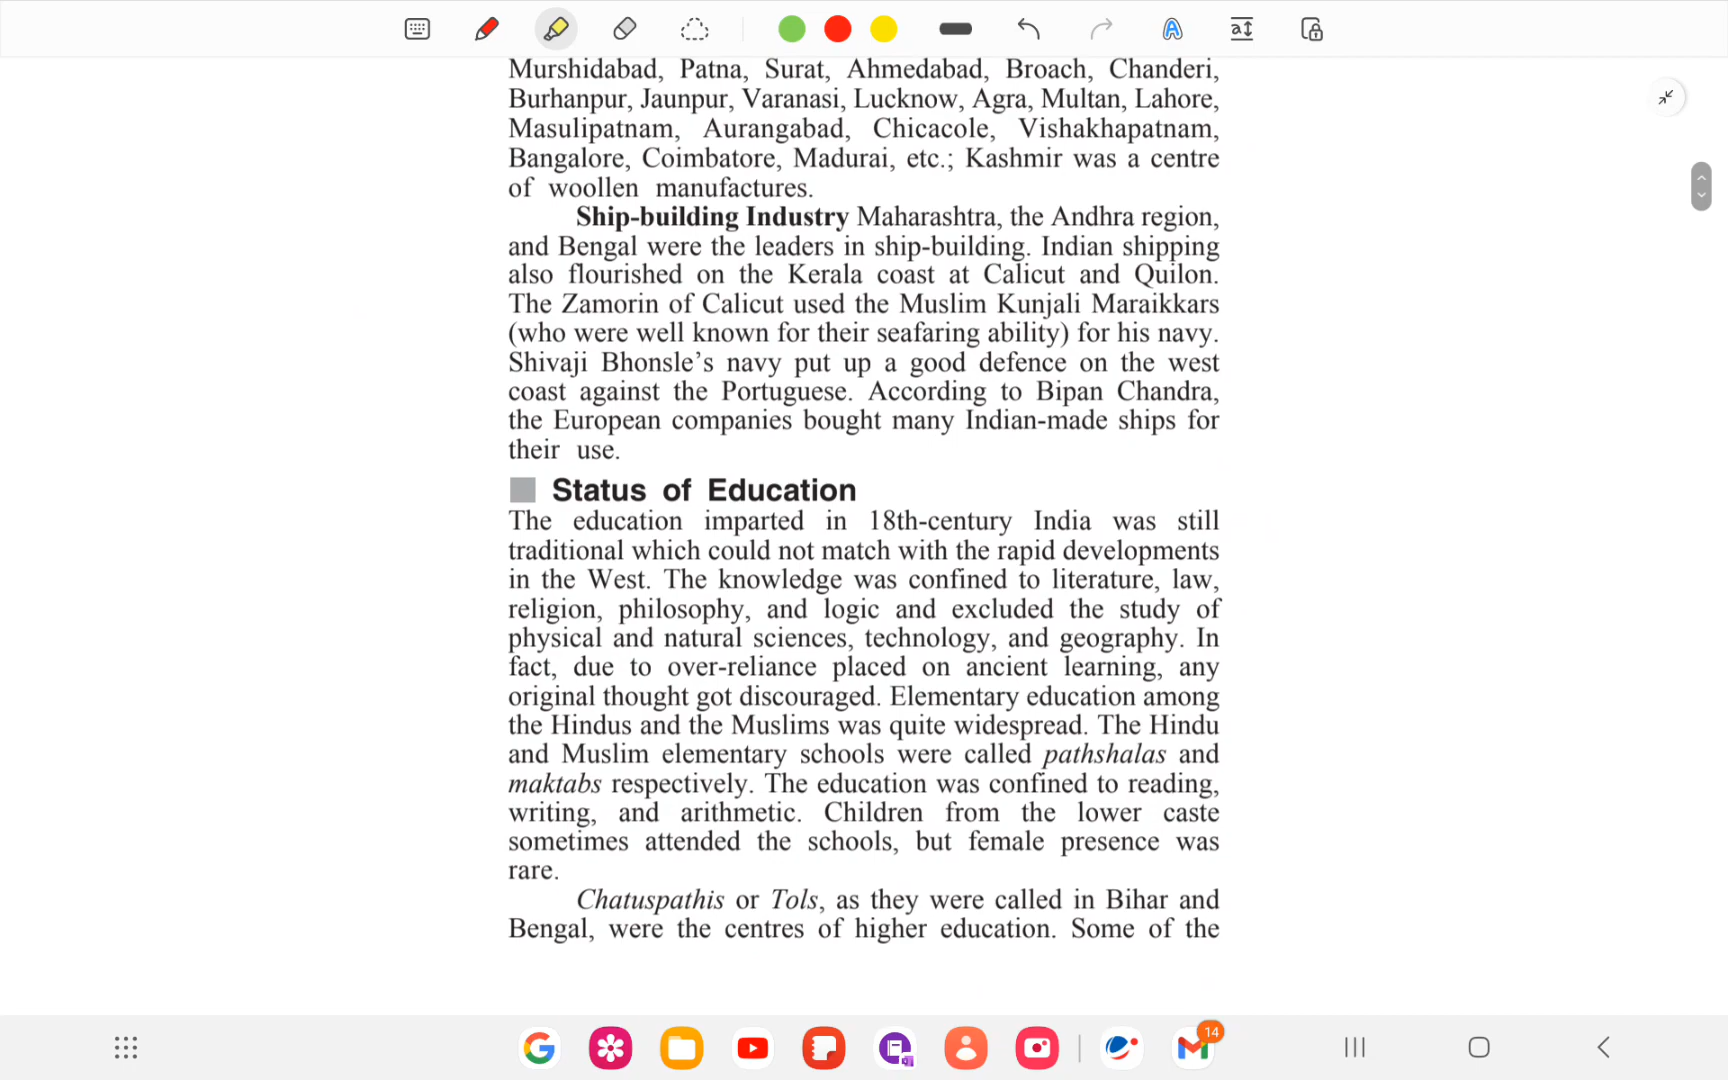 Murshidabad, Patna, Surat, Ahmedabad, Broach, Chanderi,
Burhanpur, Jaunpur, Varanasi, Lucknow, Agra, Multan, Lahore,
Masulipatnam, Aurangabad, Chicacole, Vishakhapatnam,
Bangalore, Coimbatore, Madurai, etc.; Kashmir was a centre
of woollen manufactures.
Ship-building Industry Maharashtra, the Andhra region,
and Bengal were the leaders in ship-building. Indian shipping
also flourished on the Kerala coast at Calicut and Quilon.
The Zamorin of Calicut used the Muslim Kunjali Maraikkars
(who were well known for their seafaring ability) for his navy.
Shivaji Bhonsle’s navy put up a good defence on the west
coast against the Portuguese. According to Bipan Chandra,
the European companies bought many Indian-made ships for
their use.
Status of Education
The education imparted in 18th-century India was still
traditional which could not match with the rapid developments
in the West. The knowledge was confined to literature, law,
religion, philosophy, and logic and excluded the study of
physical and natural sciences, technology, and geography. In
fact, due to over-reliance placed on ancient learning, any
original thought got discouraged. Elementary education among
the Hindus and the Muslims was quite widespread. The Hindu
and Muslim elementary schools were called pathshalas and
maktabs respectively. The education was confined to reading,
writing, and arithmetic. Children from the lower caste
sometimes attended the schools, but female presence was
rare.
Chatuspathis or Tols, as they were called in Bihar and
Bengal, were the centres of higher education. Some of the
14